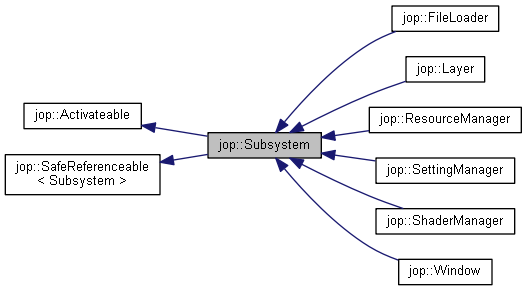 jop::FileLoader
jop::Layer
jop::Activateable
jop::ResourceManager
jop::Subsystem
jop::SafeReferenceable
< Subsystem >
jop::SettingManager
jop::ShaderManager
jop::Window